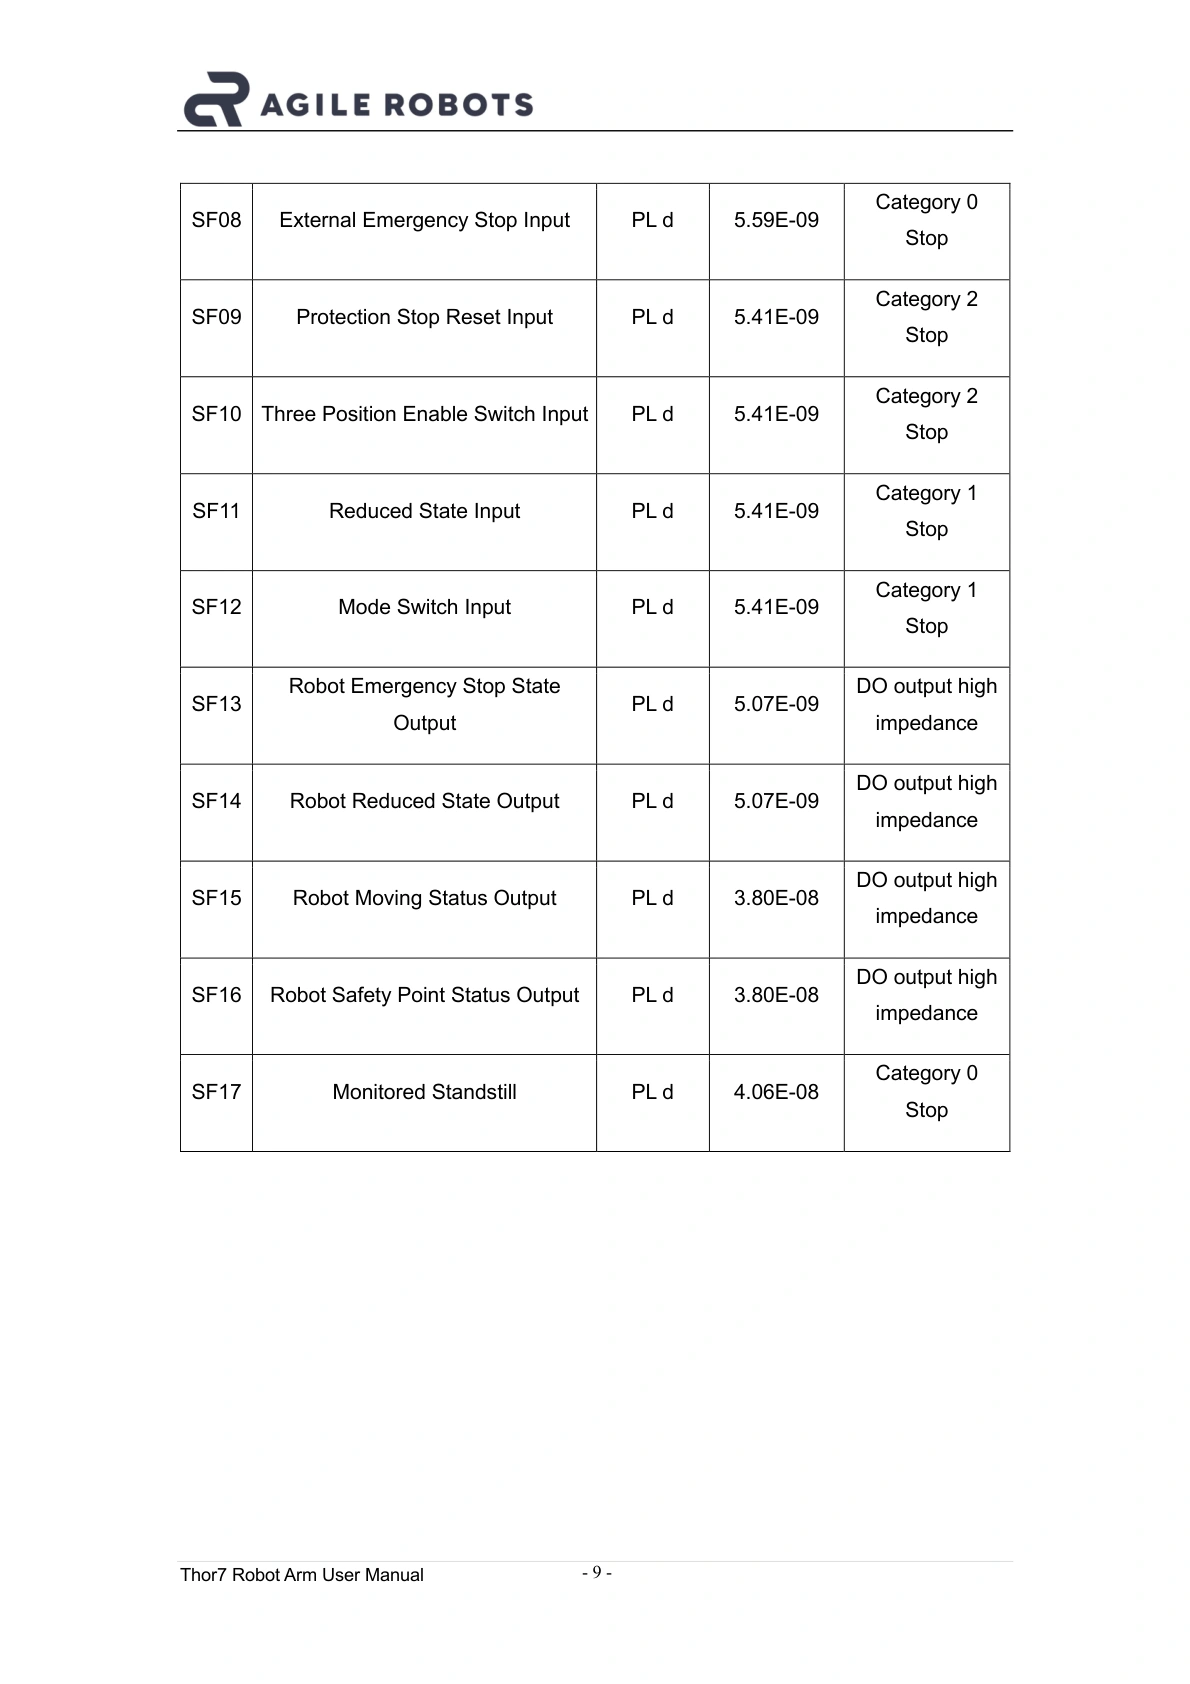 AGILE ROBOTS
SF08 External Emergency Stop Input PL d 5.59E-09 Category 0
Stop
SF09 Protection Stop Reset Input PL d 5.41E-09 Category 2
Stop
SF10 Three Position Enable Switch Input PL d 5.41E-09 Category 2
Stop
SF11 Reduced State Input PL d 5.41E-09 Category 1
Stop
SF12 Mode Switch Input PL d 5.41E-09 Category 1
Stop
SF13 Robot Emergency Stop State
Output PL d 5.07E-09 DO output high
impedance
SF14 Robot Reduced State Output PL d 5.07E-09 DO output high
impedance
SF15 Robot Moving Status Output PL d 3.80E-08 DO output high
impedance
SF16 Robot Safety Point Status Output PL d 3.80E-08 DO output high
impedance
SF17 Monitored Standstill PL d 4.06E-08 Category 0
Stop
Thor7 Robot Arm User Manual - 9 -